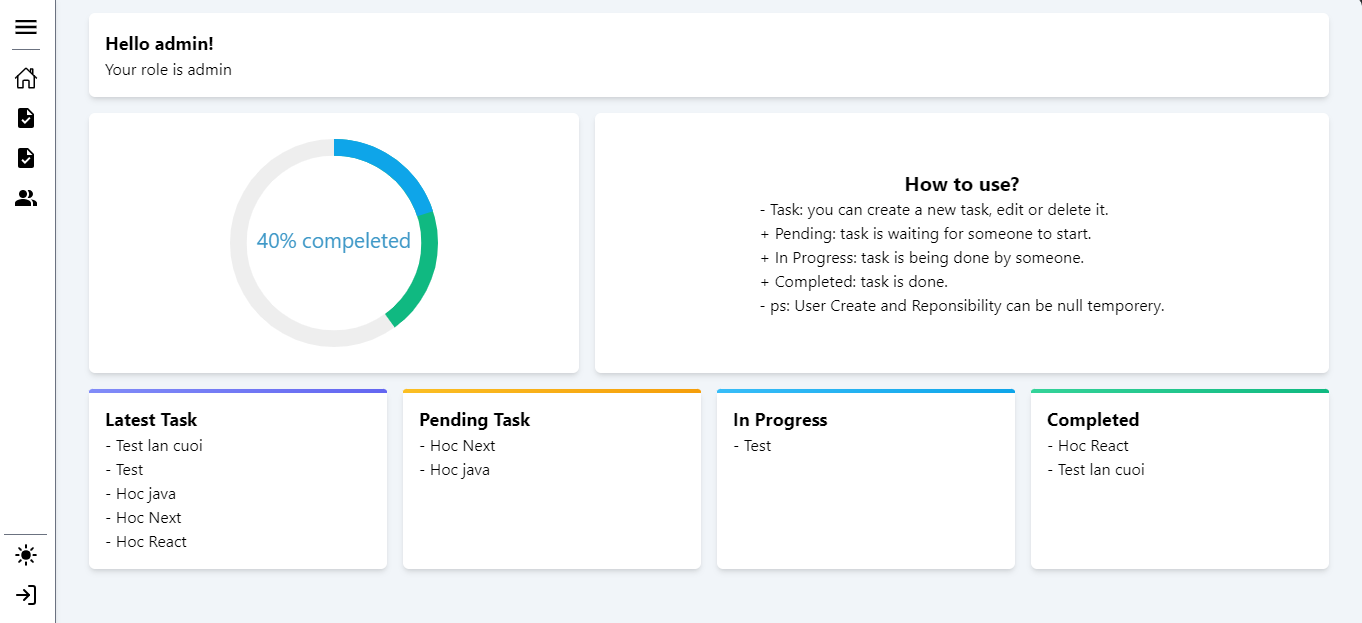 Hello admin!
Your role is admin
40% compeleted
How to use?
- Task: you can create a new task, edit or delete it.
+ Pending: task is waiting for someone to start.
+ In Progress: task is being done by someone.
+ Completed: task is done.
- ps: User Create and Reponsibility can be null temporery.
Latest Task
- Test lan cuoi
- Test
- Hoc java
- Hoc Next
- Hoc React
Pending Task
- Hoc Next
- Hoc java
In Progress
- Test
Completed
- Hoc React
- Test lan cuoi